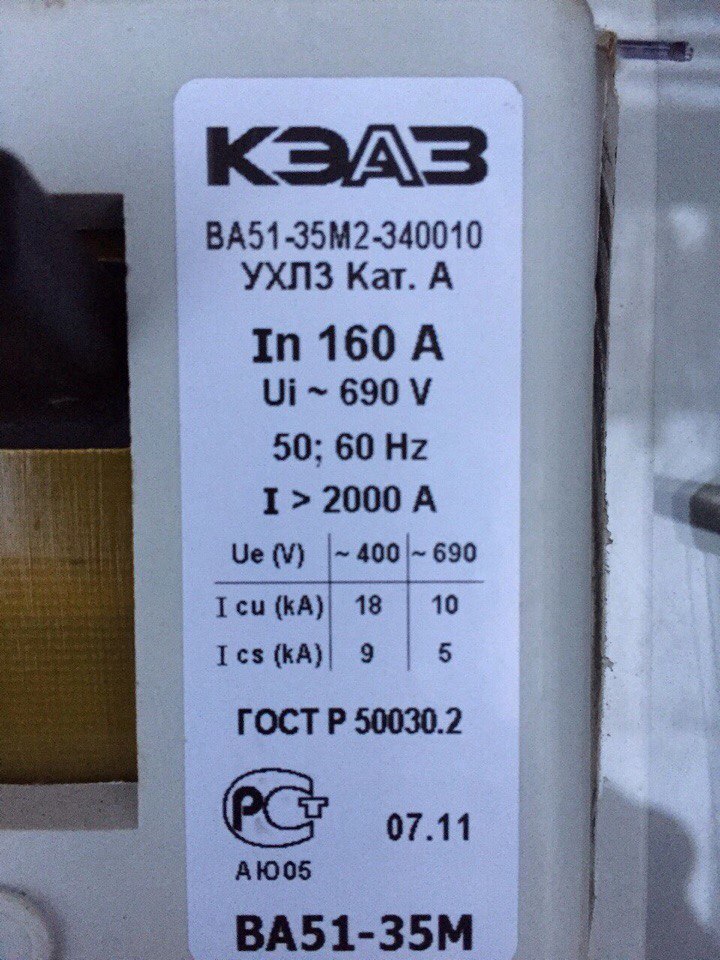 КЭАЗ
ВА51-35М2-340010
УХЛ3 Кат. А
In 160 A
Ui ~ 690 V
50; 60 Hz
I > 2000 A
Ue (V) ~ 400 ~ 690
I cu (kA) 18 10
I cs (kA) 9 5
ГОСТ Р 50030.2
РСТ 07.11
АЮ05
ВА51-35М